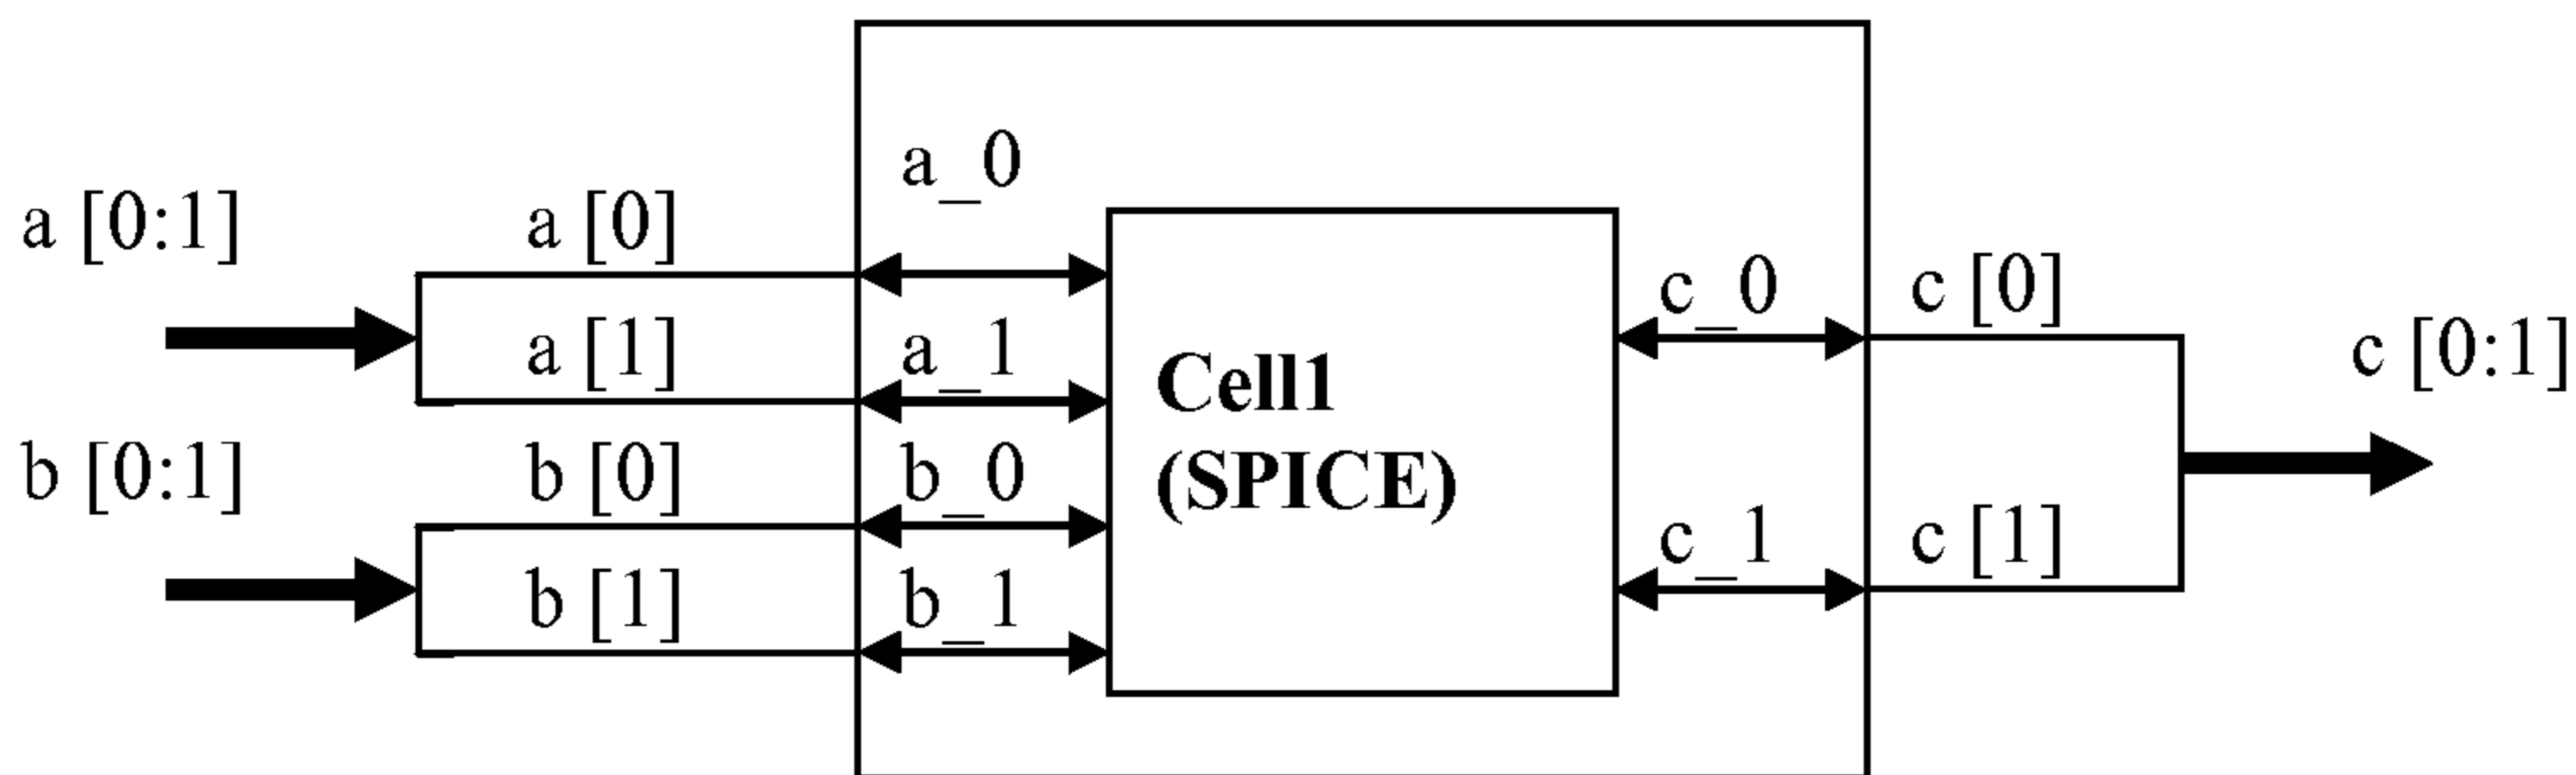 a [0:1]
a [0]
a_0
a [1]
a_1
b [0:1]
b [0]
b_0
b [1]
b_1
Cell1
(SPICE)
c_0
c [0]
c_1
c [1]
c [0:1]